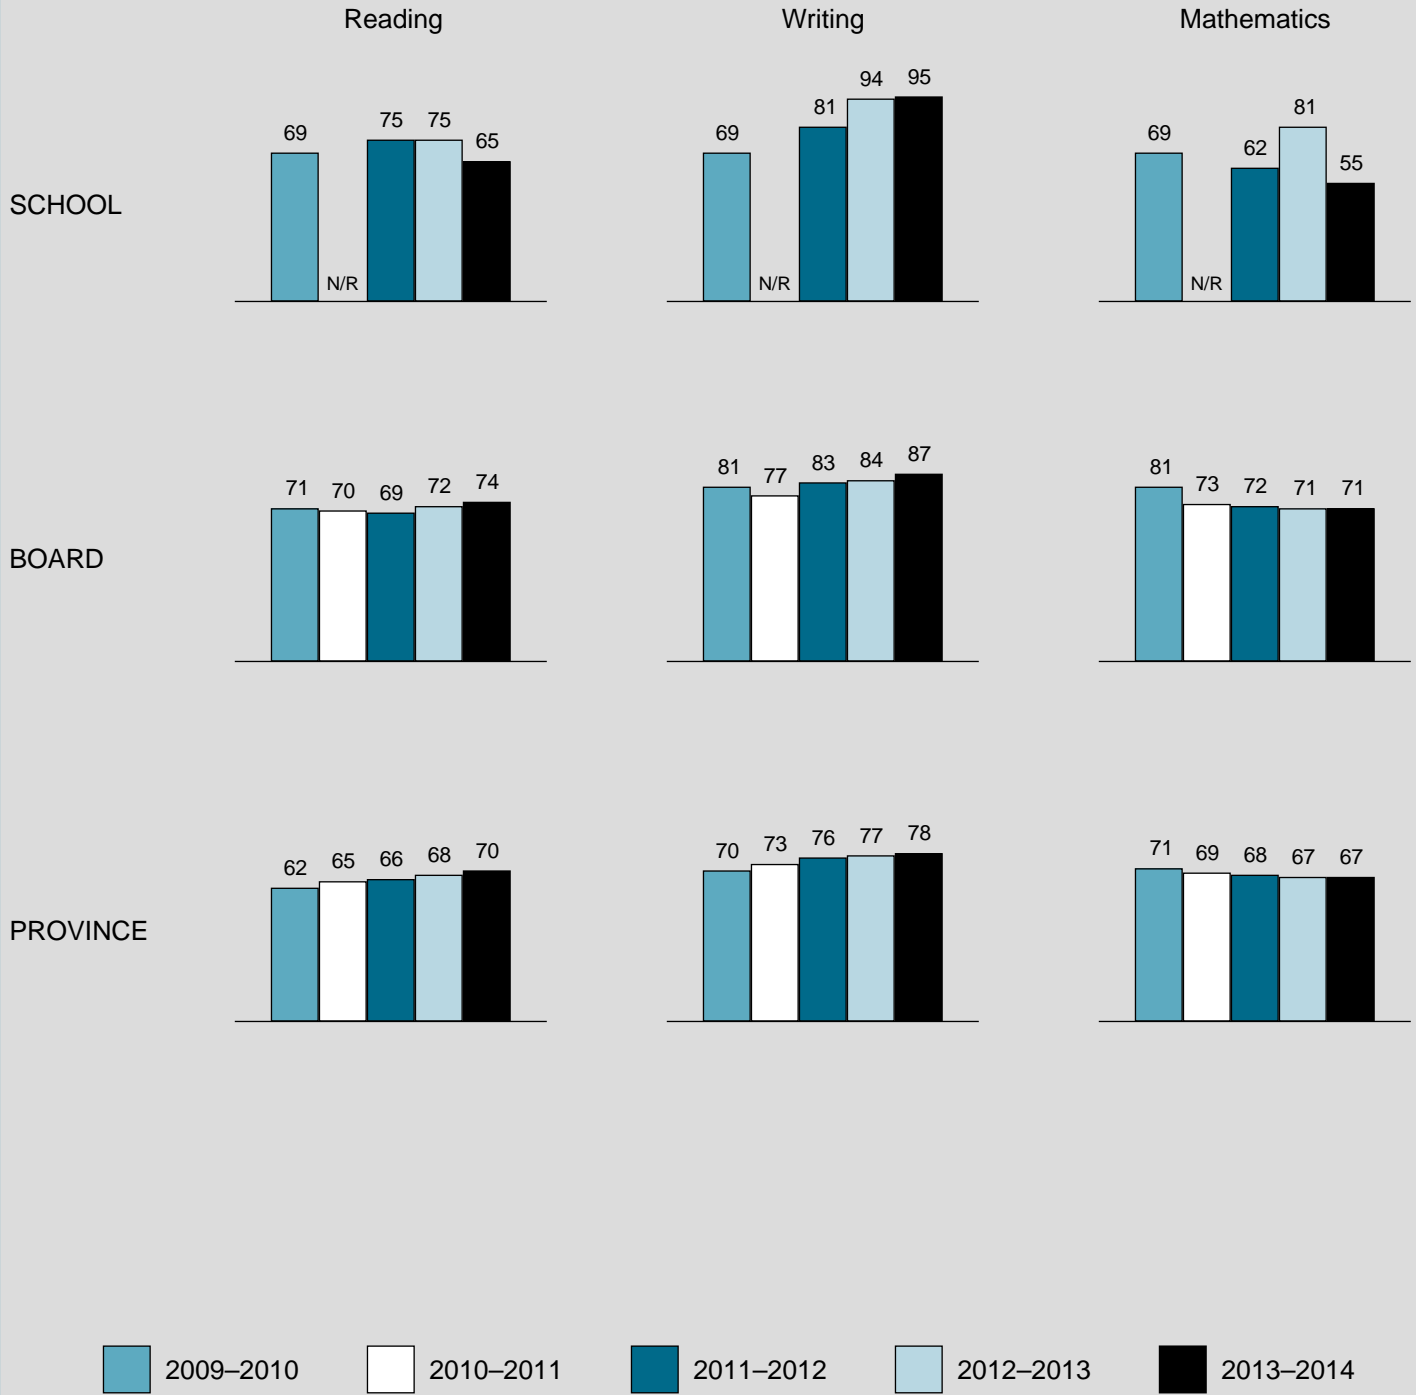 Reading Writing Mathematics
94 95
81 81
75 75
69 69 69
65 62 55
SCHOOL
N/R N/R N/R
87
81 77 83 84 81
71 70 69 72 74 73 72 71 71
BOARD
62 65 66 68 70 70 73 76 77 78 71 69 68 67 67
PROVINCE
2009–2010 2010–2011 2011–2012 2012–2013 2013–2014